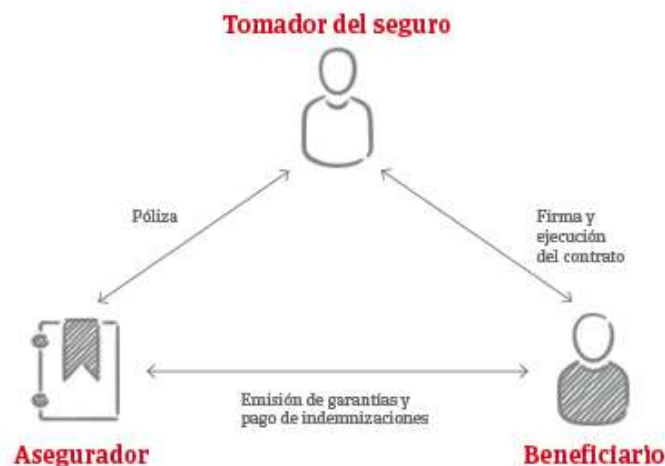 Tomador del seguro
Póliza
Firma y
ejecución
del contrato
Emisión de garantías y
pago de indemnizaciones
Asegurador
Beneficiario